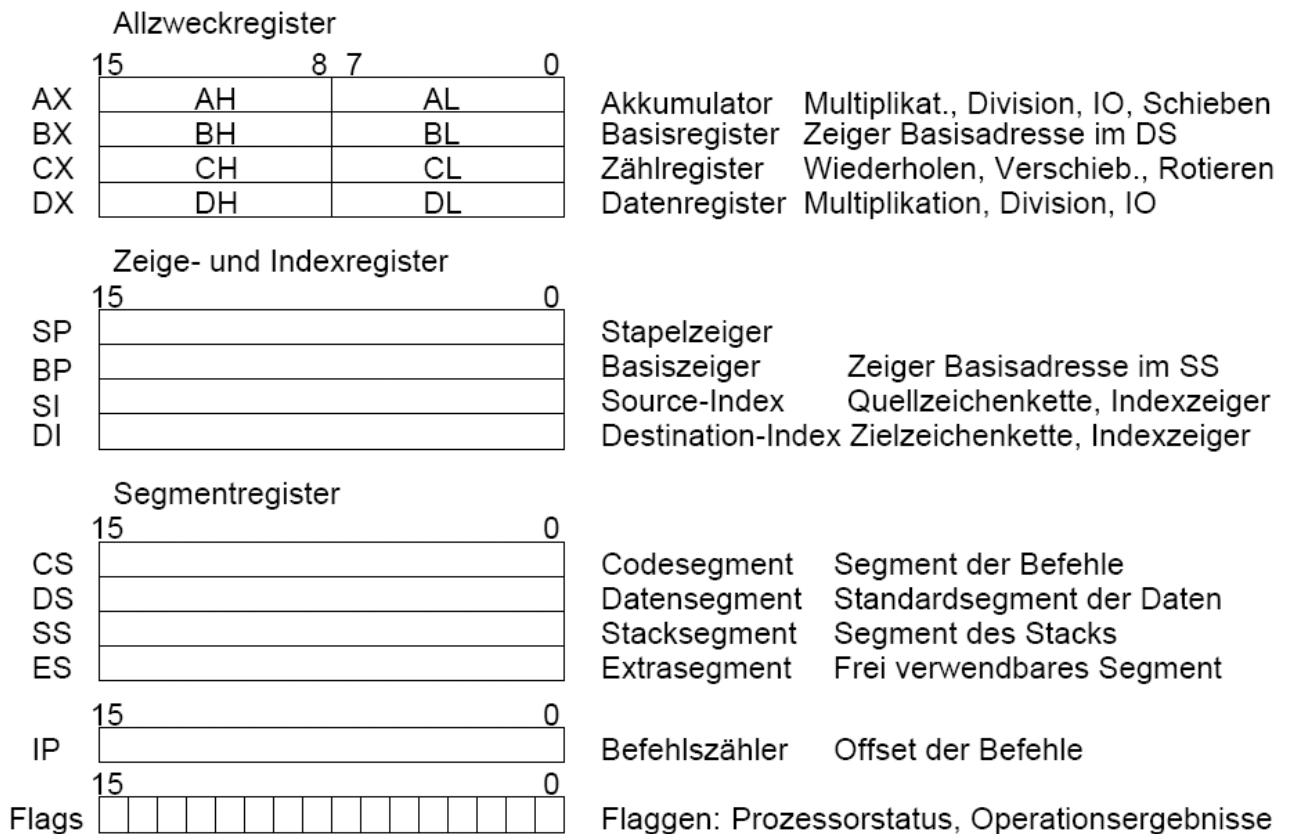 Allzweckregister
15 8 7 0
AX AH AL Akkumulator Multiplikat., Division, IO, Schieben
BX BH BL Basisregister Zeiger Basisadresse im DS
CX CH CL Zählregister Wiederholen, Verschieb., Rotieren
DX DH DL Datenregister Multiplikation, Division, IO
Zeige- und Indexregister
15 0
SP Stapelzeiger
BP Basiszeiger Zeiger Basisadresse im SS
SI Source-Index Quellzeichenkette, Indexzeiger
DI Destination-Index Zielzeichenkette, Indexzeiger
Segmentregister
15 0
CS Codesegment Segment der Befehle
DS Datensegment Standardsegment der Daten
SS Stacksegment Segment des Stacks
ES Extrasegment Frei verwendbares Segment
15 0
IP Befehlszähler Offset der Befehle
15 0
Flags Flaggen: Prozessorstatus, Operationsergebnisse